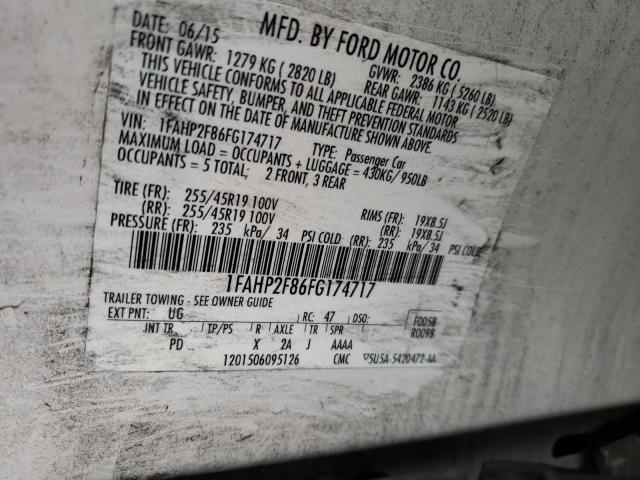 MFD. BY FORD MOTOR CO.
DATE: 06/15
GVWR: 2386 KG (5260 LB)
FRONT GAWR: 1279 KG (2820 LB)
REAR GAWR: 1143 KG (2520 LB)
THIS VEHICLE CONFORMS TO ALL APPLICABLE FEDERAL MOTOR
VEHICLE SAFETY, BUMPER, AND THEFT PREVENTION STANDARDS
IN EFFECT ON THE DATE OF MANUFACTURE SHOWN ABOVE.
VIN: 1FAHP2F86FG174717
TYPE: Passenger Car
MAXIMUM LOAD = OCCUPANTS + LUGGAGE = 430KG/950LB
OCCUPANTS = 5 TOTAL; 2 FRONT, 3 REAR
TIRE (FR): 255/45R19 100V RIMS (FR): 19X8.5J
(RR): 255/45R19 100V (RR): 19X8.5J
PRESSURE (FR): 235 kPa/ 34 PSI COLD (RR): 235 kPa/ 34 PSI COLD
1FAHP2F86FG174717
TRAILER TOWING - SEE OWNER GUIDE
EXT PNT: UG RC: 47 DSO: F0058
R0098
INT TR TP/PS R AXLE TR SPR
PD X 2A J AAAA
1201506095126 CMC 5U5A-5420472-AA